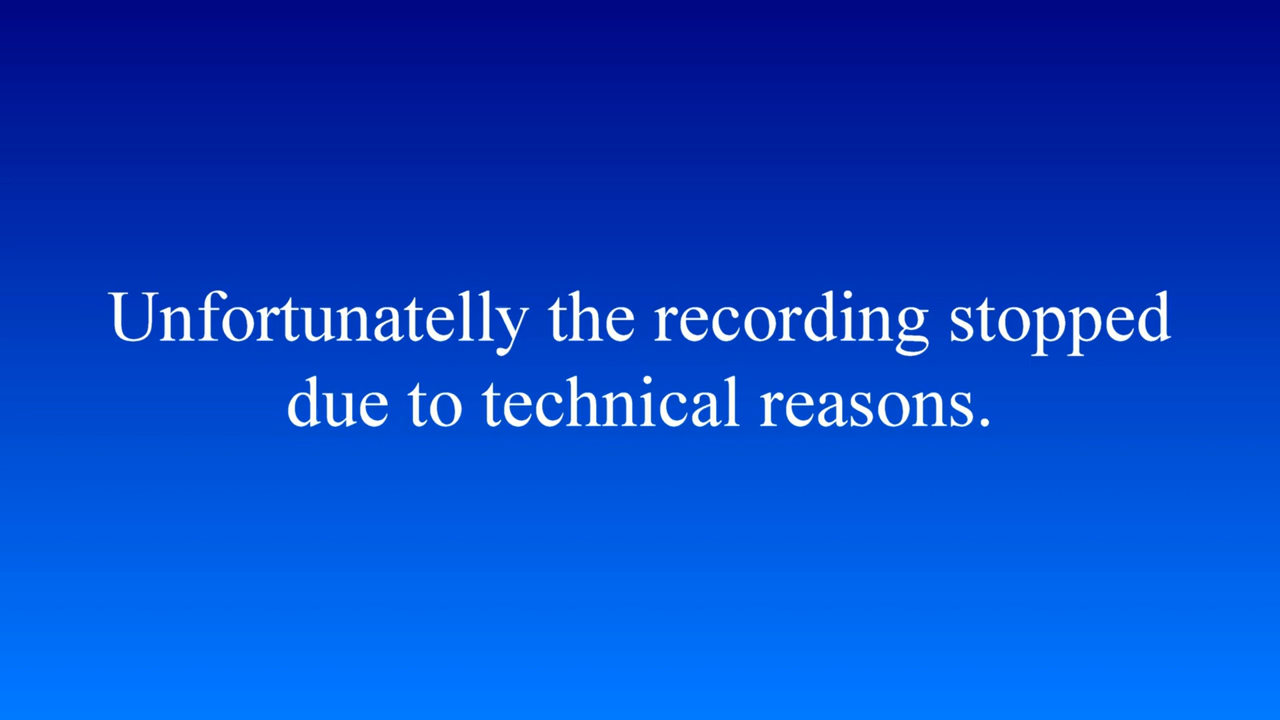 Unfortunatelly the recording stopped
due to technical reasons.